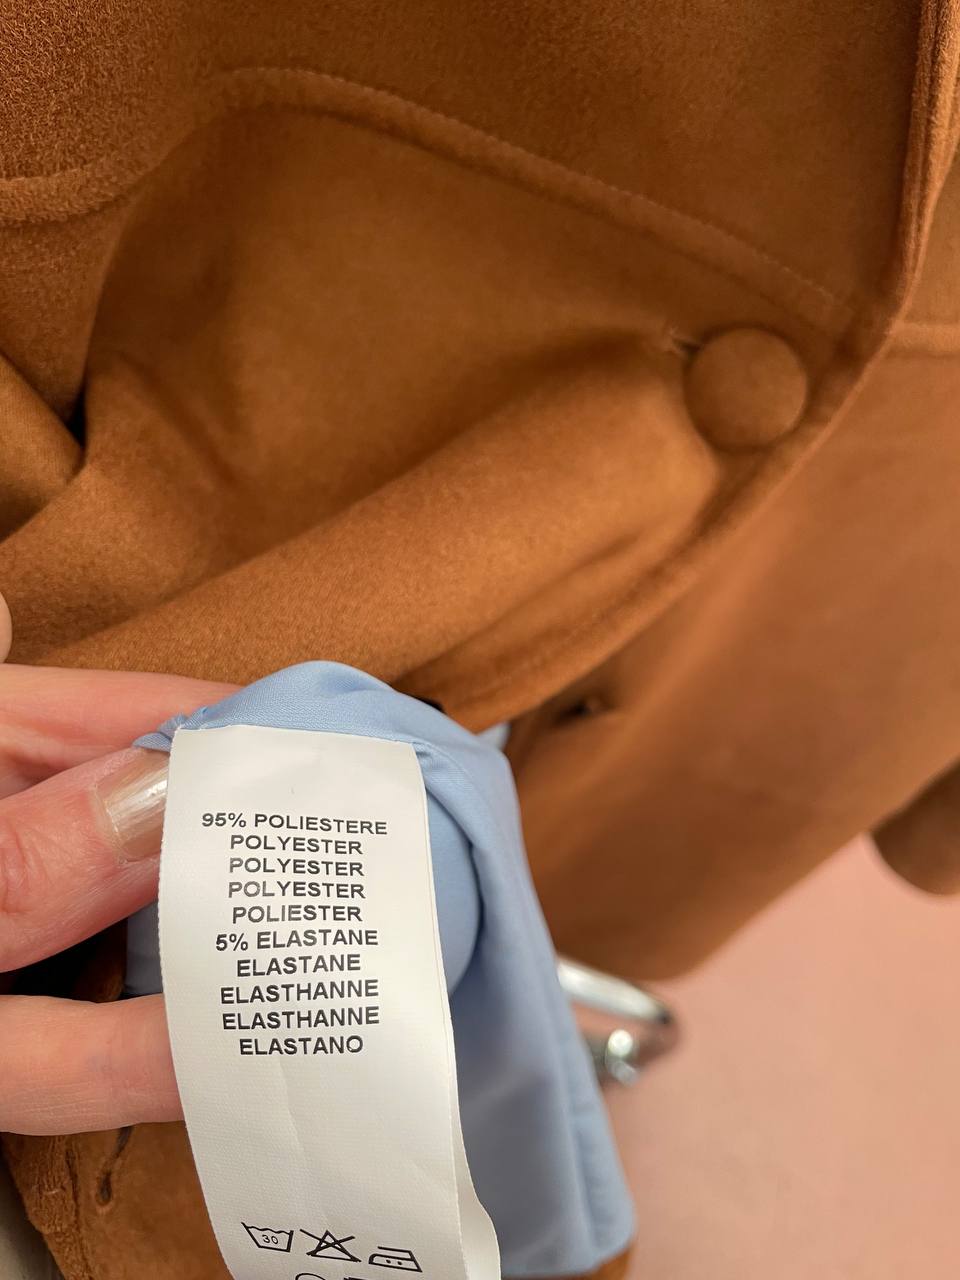 95% POLIESTERE
POLYESTER
POLYESTER
POLYESTER
POLIESTER
5% ELASTANE
ELASTANE
ELASTHANNE
ELASTHANNE
ELASTANO
30